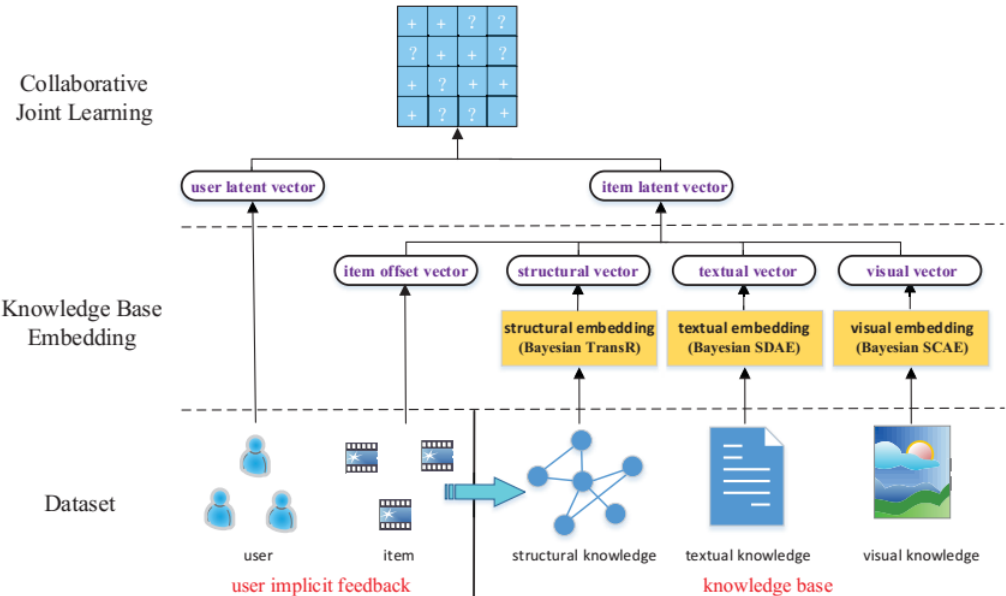 + + ? ?
? + + ?
+ ? + +
+ ? ? +
Collaborative
Joint Learning
user latent vector
item latent vector
item offset vector
structural vector
textual vector
visual vector
Knowledge Base
Embedding
structural embedding
(Bayesian TransR)
textual embedding
(Bayesian SDAE)
visual embedding
(Bayesian SCAE)
Dataset
user
item
structural knowledge
textual knowledge
visual knowledge
user implicit feedback
knowledge base